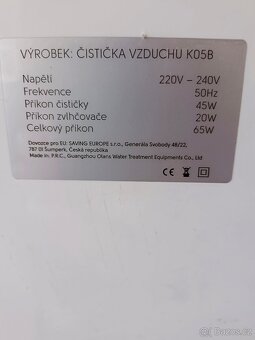 VÝROBEK: ČISTIČKA VZDUCHU K05B
Napětí 220V – 240V
Frekvence 50Hz
Příkon čističky 45W
Příkon zvlhčovače 20W
Celkový příkon 65W
Dovozce pro EU: SAVING EUROPE s.r.o., Generála Svobody 48/22,
787 01 Šumperk, Česká republika
Made in: P.R.C., Guangzhou Olans Water Treatment Equipments Co., Ltd
CE